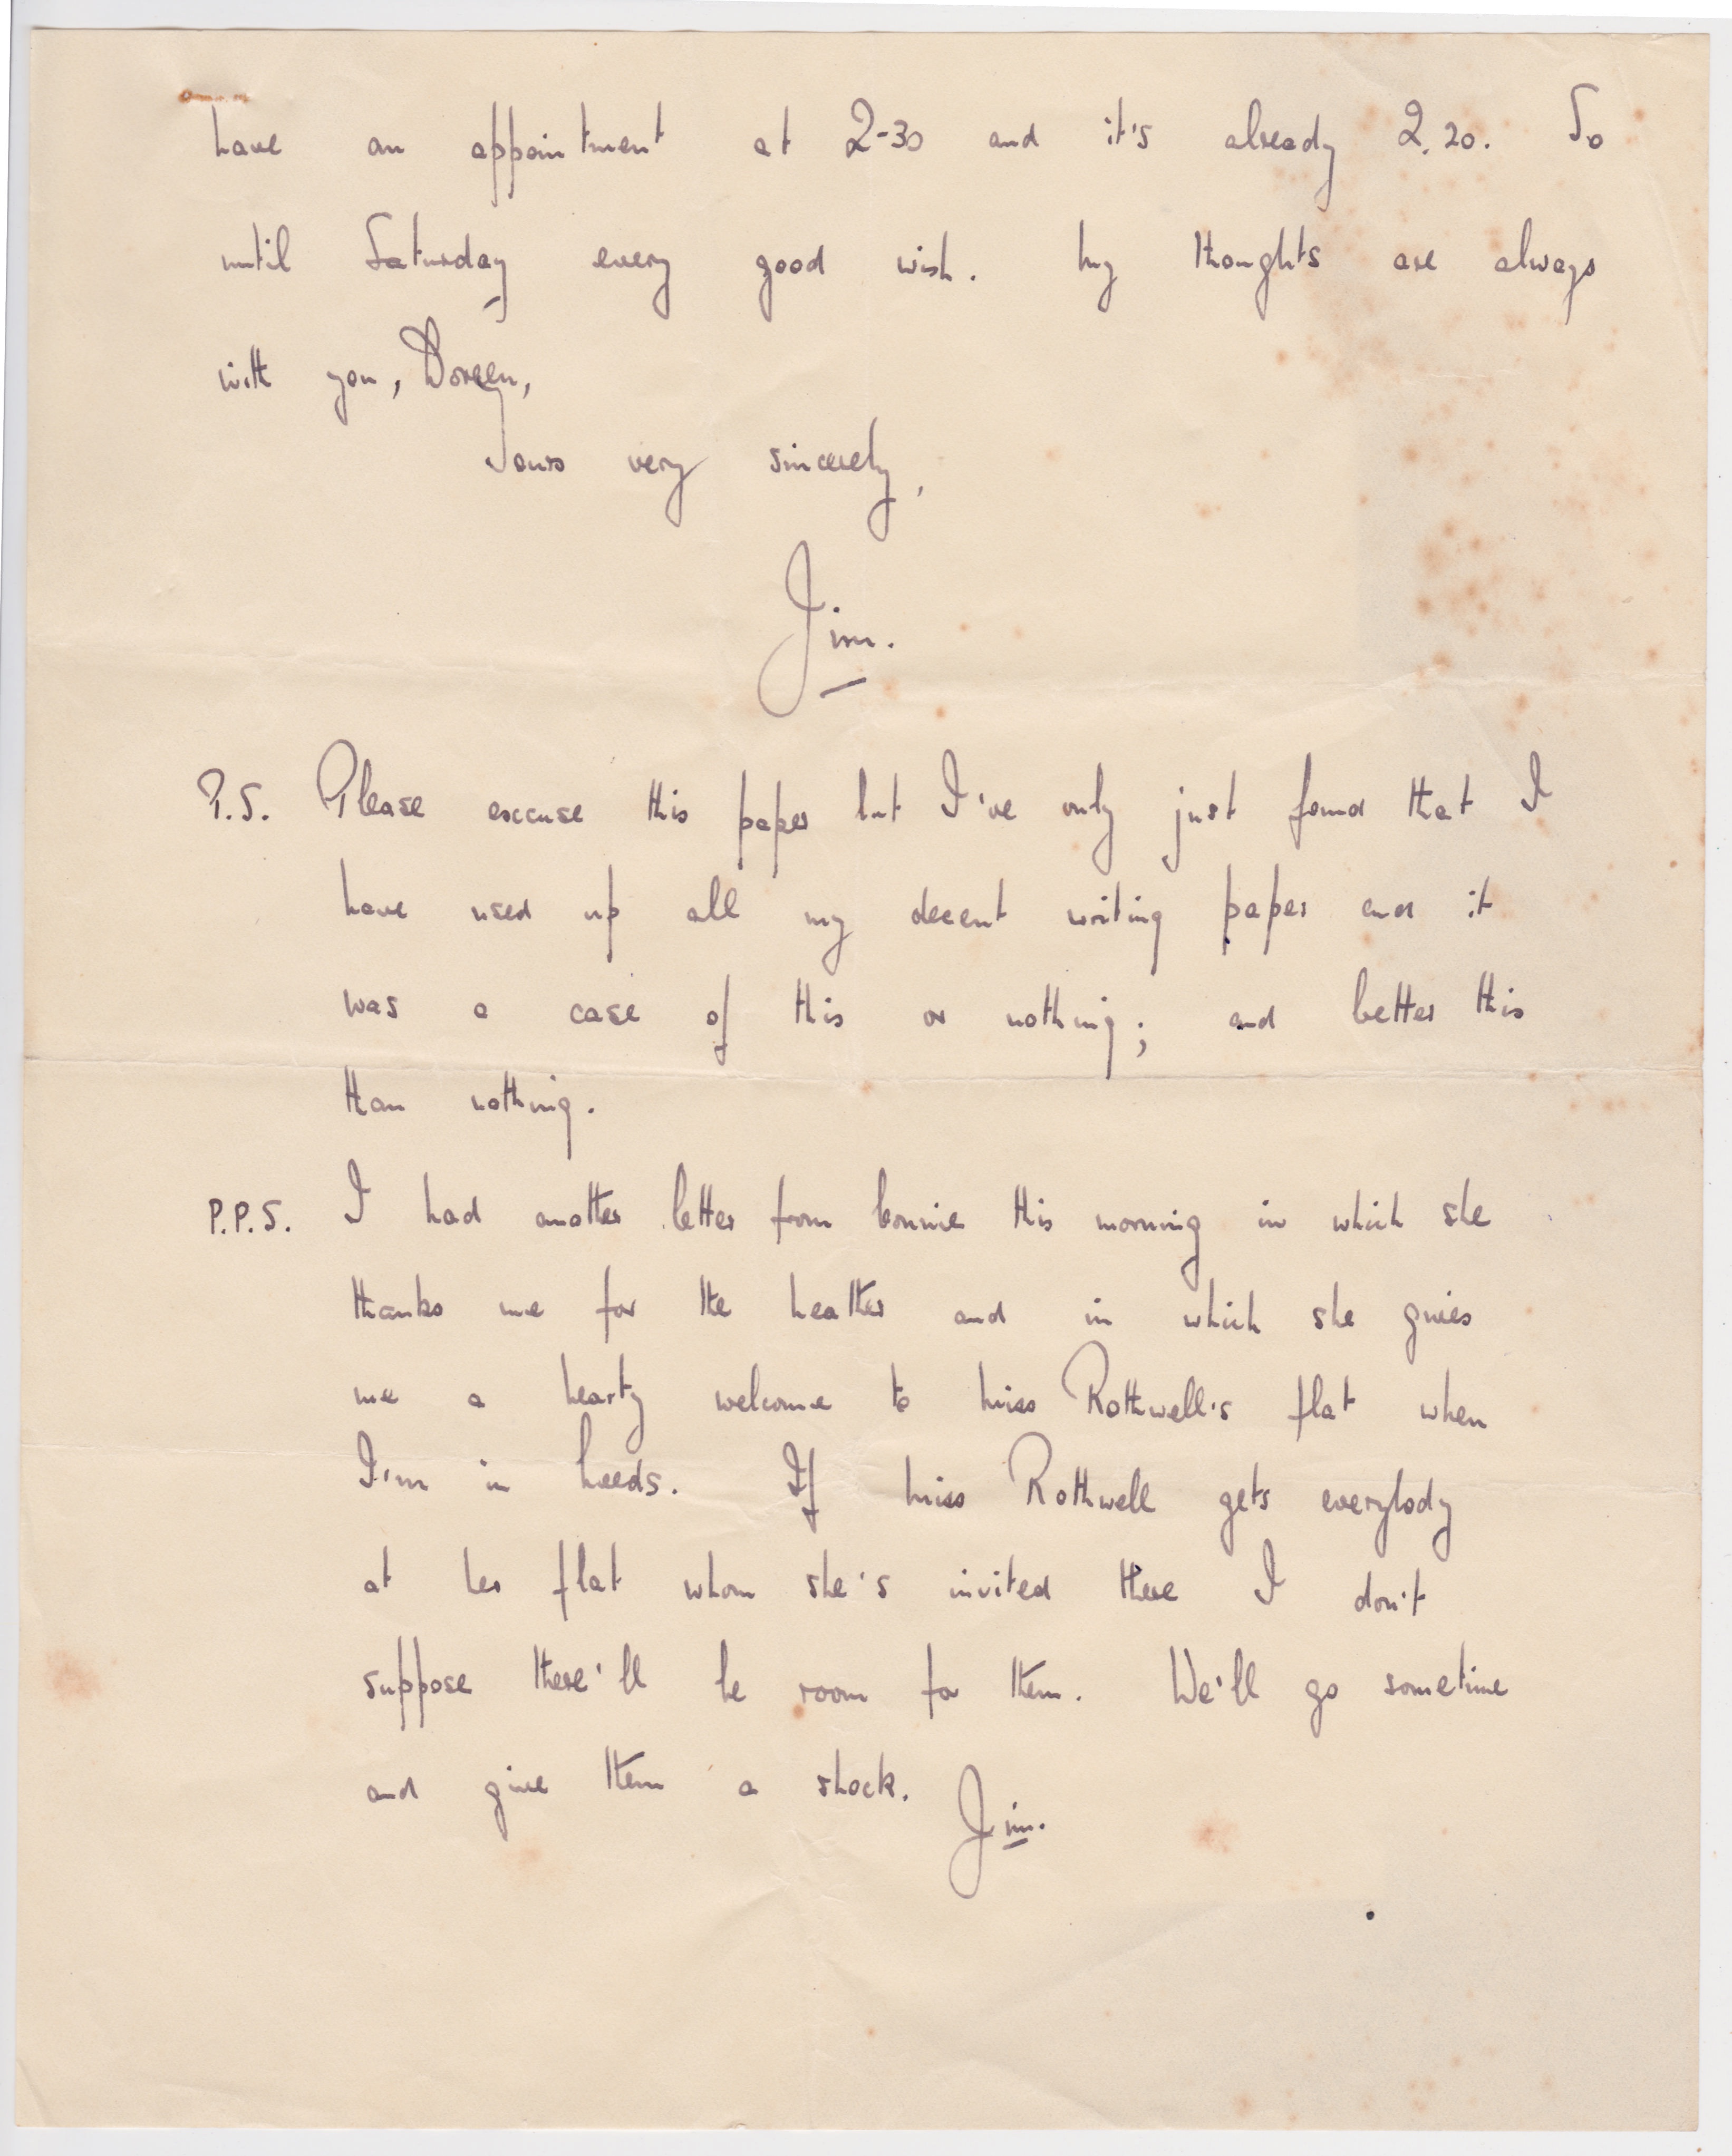 have an appointment at 2-30 and it's already 2.20. So
until Saturday every good wish. My thoughts are always
with you, Doreen,
Yours very sincerely,
Jim.
P.S. Please excuse this paper but I've only just found that I
have used up all my decent writing paper and it
was a case of this or nothing; and better this
than nothing.
P.P.S. I had another letter from Connie this morning in which she
thanks me for the heather and in which she gives
me a hearty welcome to Miss Rothwell's flat when
I'm in Leeds. If Miss Rothwell gets everybody
at her flat whom she's invited there I don't
suppose there'll be room for them. We'll go sometime
and give them a shock. Jim.